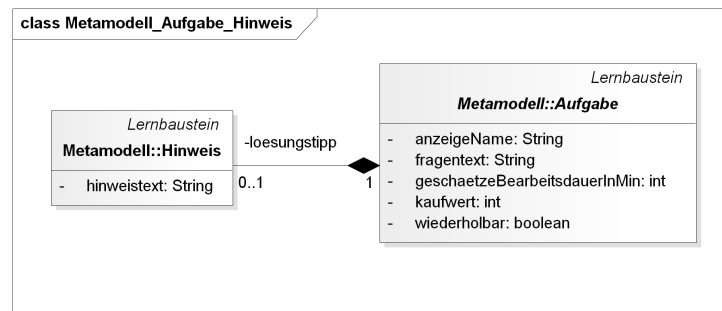 class Metamodell_Aufgabe_Hinweis
Lernbaustein
Metamodell::Hinweis
- hinweistext: String
-loesungstipp
0..1
1
Lernbaustein
Metamodell::Aufgabe
- anzeigeName: String
- fragentext: String
- geschaetzeBearbeitsdauerInMin: int
- kaufwert: int
- wiederholbar: boolean